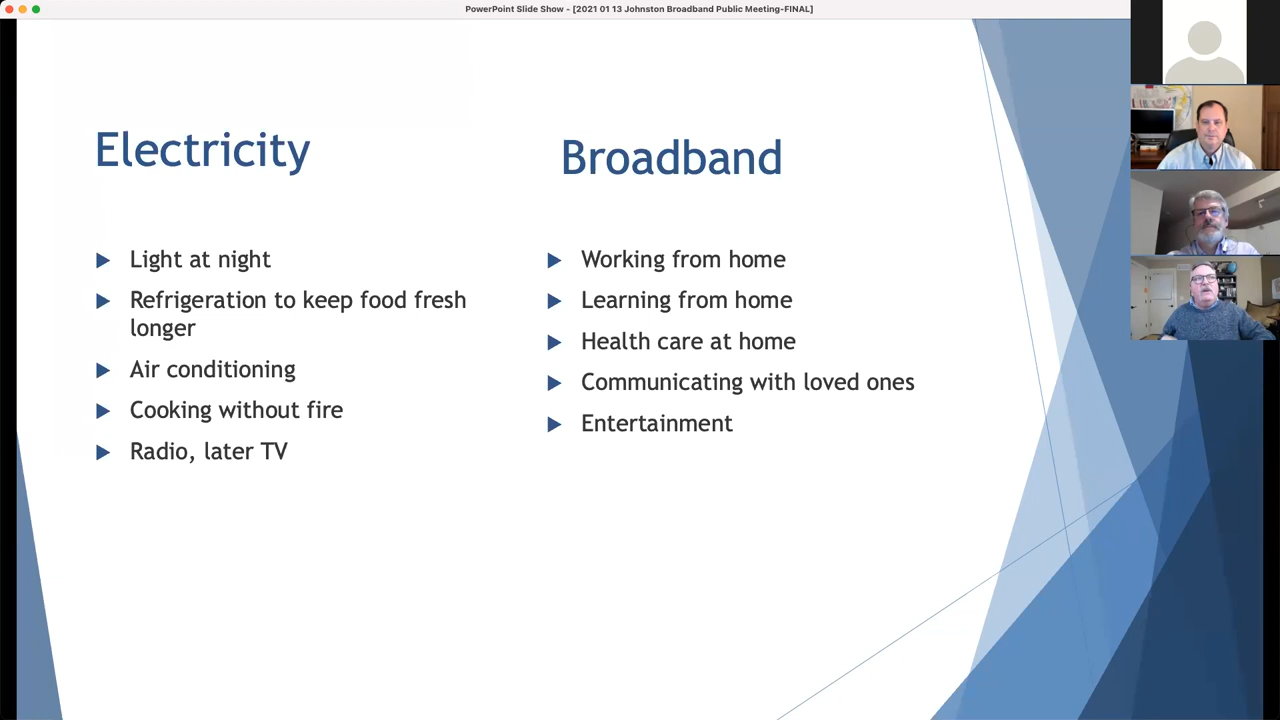 PowerPoint Slide Show - [2021 01 13 Johnston Broadband Public Meeting-FINAL]
Electricity
Light at night
Refrigeration to keep food fresh
longer
Air conditioning
Cooking without fire
Radio, later TV
Broadband
Working from home
Learning from home
Health care at home
Communicating with loved ones
Entertainment